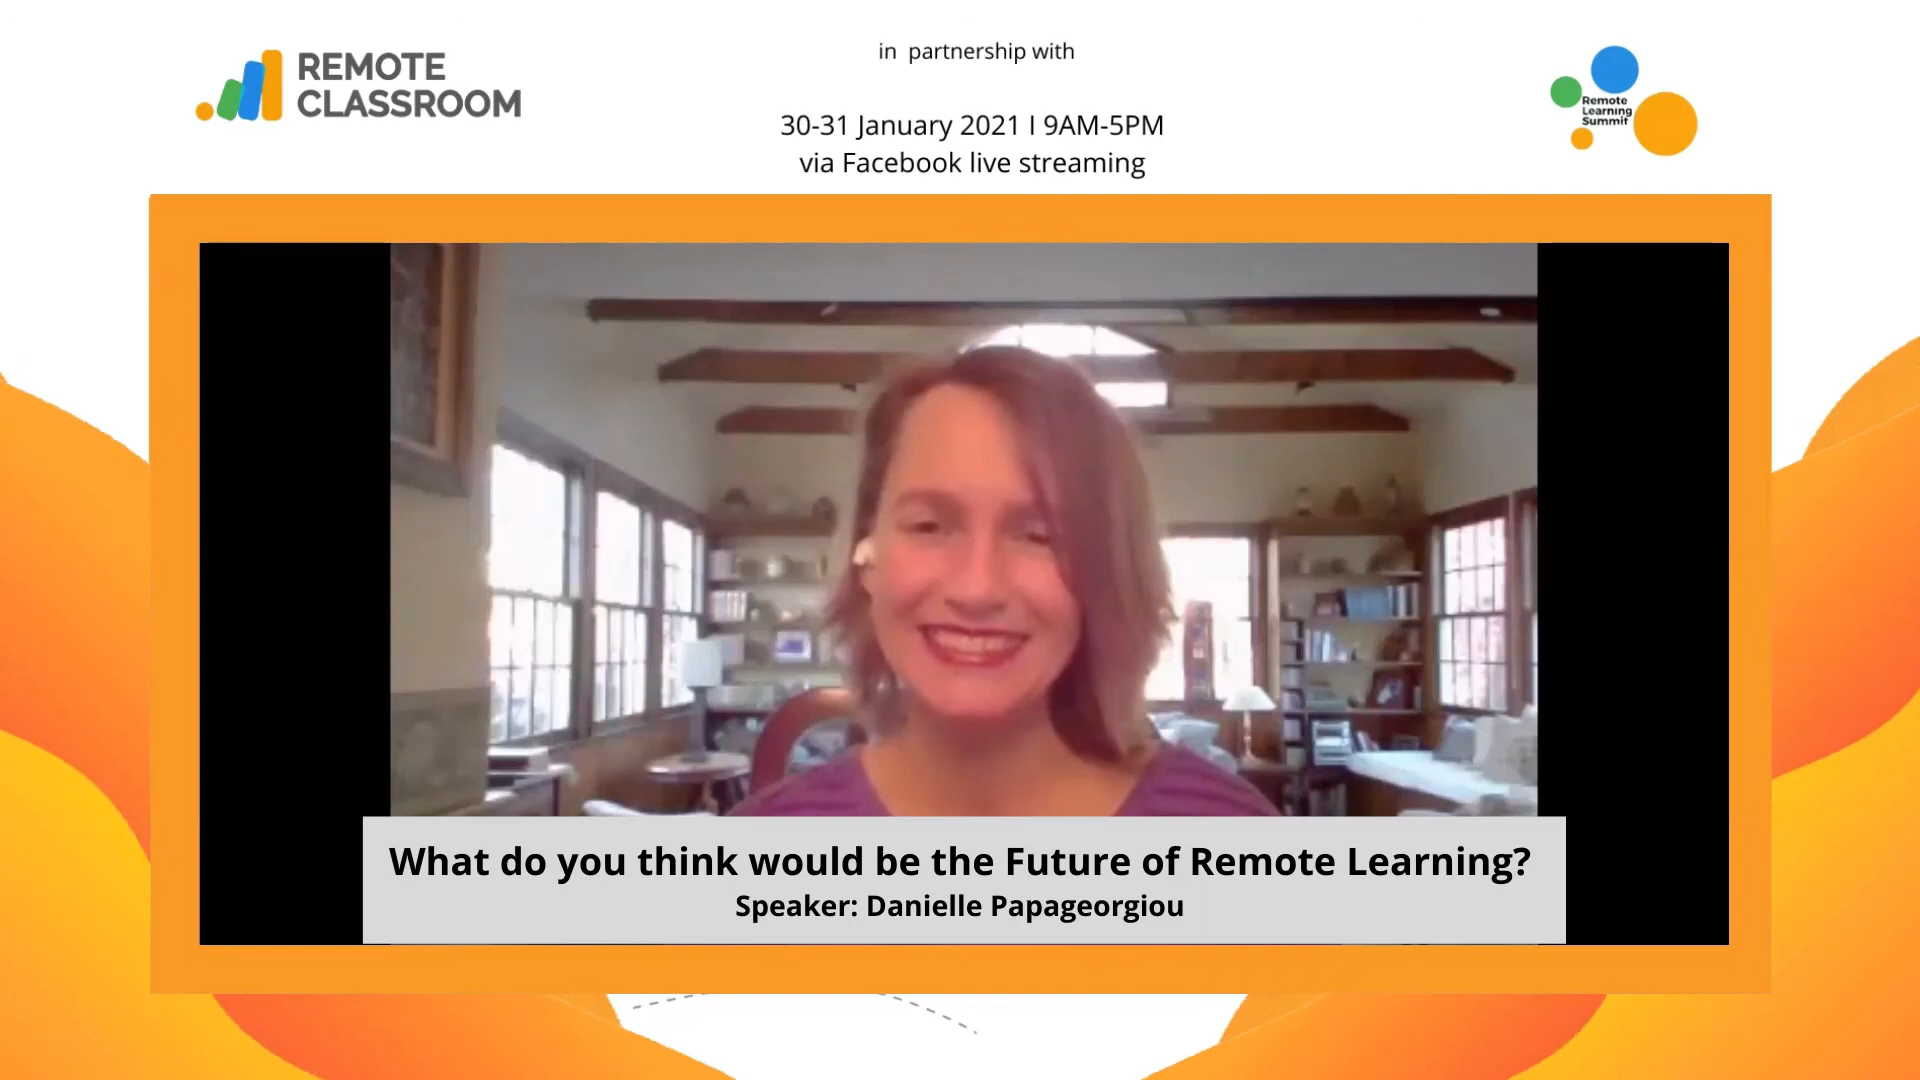 REMOTE
CLASSROOM
in partnership with
30-31 January 2021 I 9AM-5PM
via Facebook live streaming
Remote
Learning
Summit
What do you think would be the Future of Remote Learning?
Speaker: Danielle Papageorgiou